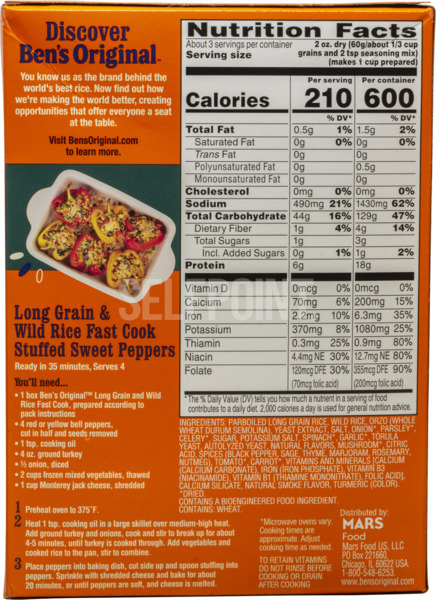 Discover
Ben's Original™
You know us as the brand behind the
world's best rice. Now find out how
we're making the world better, creating
opportunities that offer everyone a seat
at the table.
Visit BensOriginal.com
to learn more.
Long Grain &
Wild Rice Fast Cook
Stuffed Sweet Peppers
Ready in 35 minutes, Serves 4
You'll need...
• 1 box Ben's Original™ Long Grain and Wild
Rice Fast Cook, prepared according to
pack instructions
• 4 red or yellow bell peppers,
cut in half and seeds removed
• 1 tsp. cooking oil
• 4 oz. ground turkey
• ½ onion, diced
• 2 cups frozen mixed vegetables, thawed
• 1 cup Monterey jack cheese, shredded
1 Preheat oven to 375°F.
2 Heat 1 tsp. cooking oil in a large skillet over medium-high heat.
Add ground turkey and onions, cook and stir to break up for about
4-5 minutes, until turkey is cooked through. Add vegetables and
cooked rice to the pan, stir to combine.
3 Place peppers into baking dish, cut side up and spoon stuffing into
peppers. Sprinkle with shredded cheese and bake for about
20 minutes, or until peppers are soft, and cheese is melted.
Nutrition Facts
About 3 servings per container
Serving size 2 oz. dry (60g/about 1/3 cup
grains and 2 tsp seasoning mix)
(makes 1 cup prepared)
Per serving Per container
Calories 210 600
% DV* % DV*
Total Fat 0.5g 1% 1.5g 2%
Saturated Fat 0g 0% 0g 0%
Trans Fat 0g 0g
Polyunsaturated Fat 0g 0.5g
Monounsaturated Fat 0g 0g
Cholesterol 0mg 0% 0mg 0%
Sodium 490mg 21% 1430mg 62%
Total Carbohydrate 44g 16% 129g 47%
Dietary Fiber 1g 4% 4g 14%
Total Sugars 1g 3g
Incl. Added Sugars 0g 1% 1g 2%
Protein 6g 18g
Vitamin D 0mcg 0% 0mcg 0%
Calcium 70mg 6% 200mg 15%
Iron 2.2mg 10% 6.3mg 35%
Potassium 370mg 8% 1080mg 25%
Thiamin 0.3mg 25% 0.9mg 80%
Niacin 4.4mg NE 30% 12.7mg NE 80%
Folate 120mcg DFE 30% 355mcg DFE 90%
(70mcg folic acid) (200mcg folic acid)
*The % Daily Value (DV) tells you how much a nutrient in a serving of food
contributes to a daily diet. 2,000 calories a day is used for general nutrition advice.
INGREDIENTS: PARBOILED LONG GRAIN RICE, WILD RICE, ORZO (WHOLE
WHEAT DURUM SEMOLINA), YEAST EXTRACT, SALT, ONION*, PARSLEY*,
CELERY*, SUGAR, POTASSIUM SALT, SPINACH*, GARLIC*, TORULA
YEAST, AUTOLYZED YEAST, NATURAL FLAVORS, MUSHROOM*, CITRIC
ACID, SPICES (BLACK PEPPER, SAGE, THYME, MARJORAM, ROSEMARY,
NUTMEG), TOMATO*, CARROT*, VITAMINS AND MINERALS [CALCIUM
(CALCIUM CARBONATE), IRON (IRON PHOSPHATE), VITAMIN B3
(NIACINAMIDE), VITAMIN B1 (THIAMINE MONONITRATE), FOLIC ACID],
CALCIUM SILICATE, NATURAL SMOKE FLAVOR, TURMERIC (COLOR).
*DRIED.
CONTAINS A BIOENGINEERED FOOD INGREDIENT.
CONTAINS: WHEAT.
*Microwave ovens vary.
Cooking times are
approximate. Adjust
cooking time as needed.
TO RETAIN VITAMINS
DO NOT RINSE BEFORE
COOKING OR DRAIN
AFTER COOKING
Distributed by:
MARS
Food
Mars Food US, LLC
PO Box 221660,
Chicago, IL 60622 USA.
1-800-548-6253.
www.bensoriginal.com
SELLPOINT